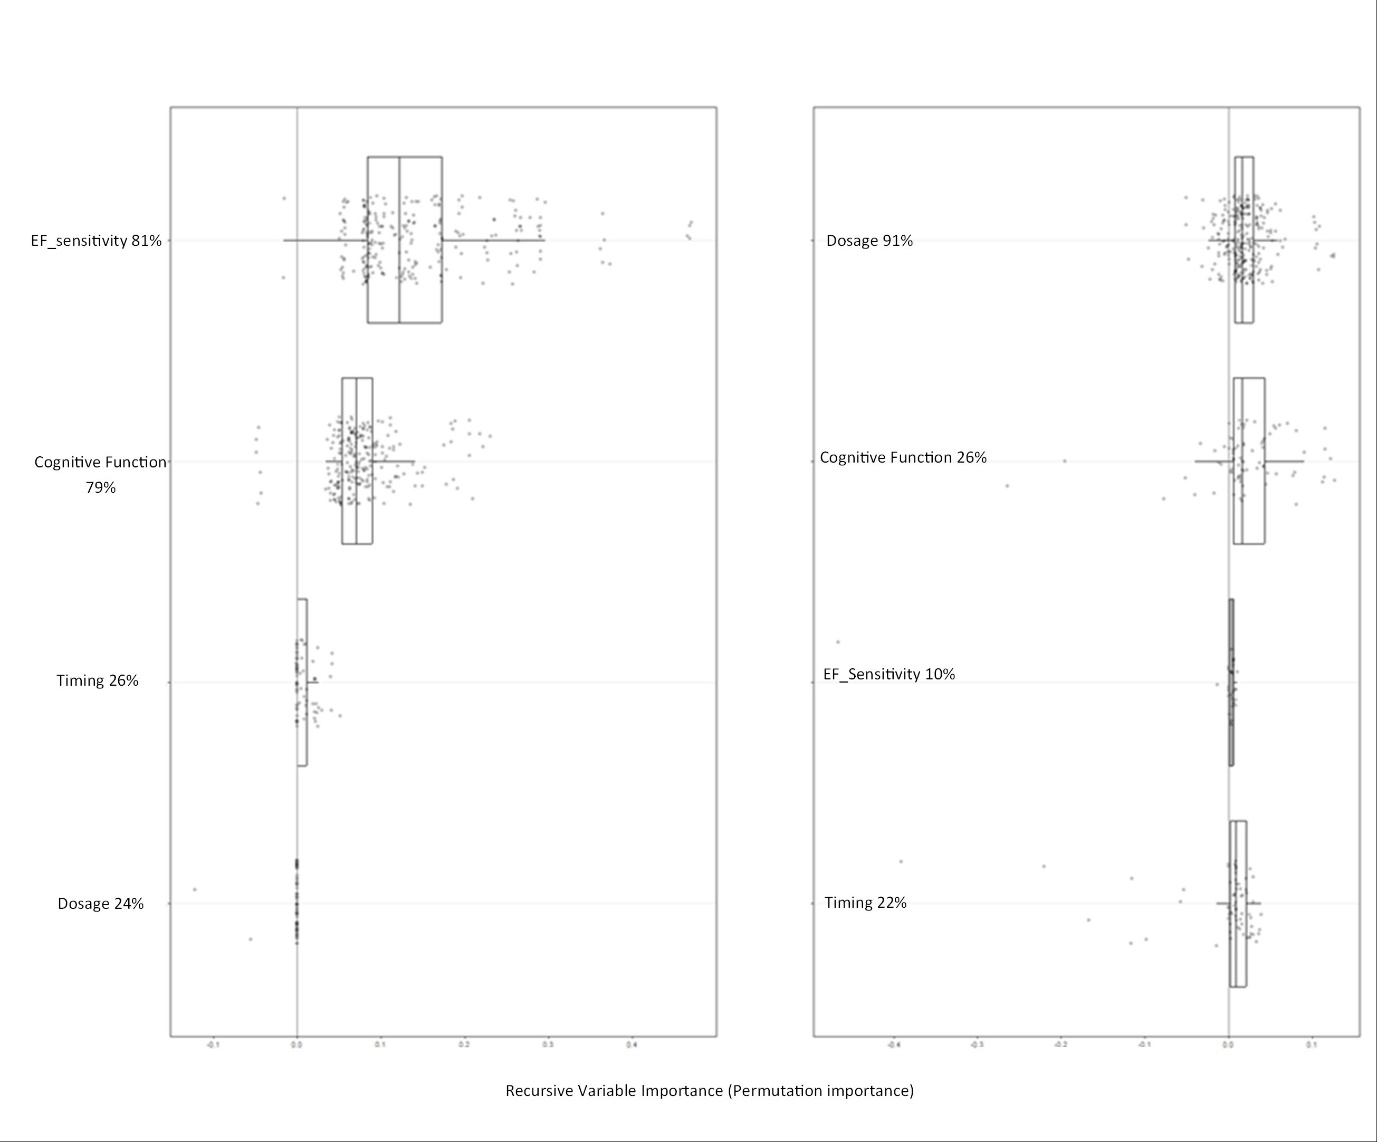 EF_sensitivity 81%
Cognitive Function
79%
Timing 26%
Dosage 24%
-0.1 0.0 0.1 0.2 0.3 0.4
Dosage 91%
Cognitive Function 26%
EF_Sensitivity 10%
Timing 22%
-0.4 -0.3 -0.2 -0.1 0.0 0.1
Recursive Variable Importance (Permutation importance)